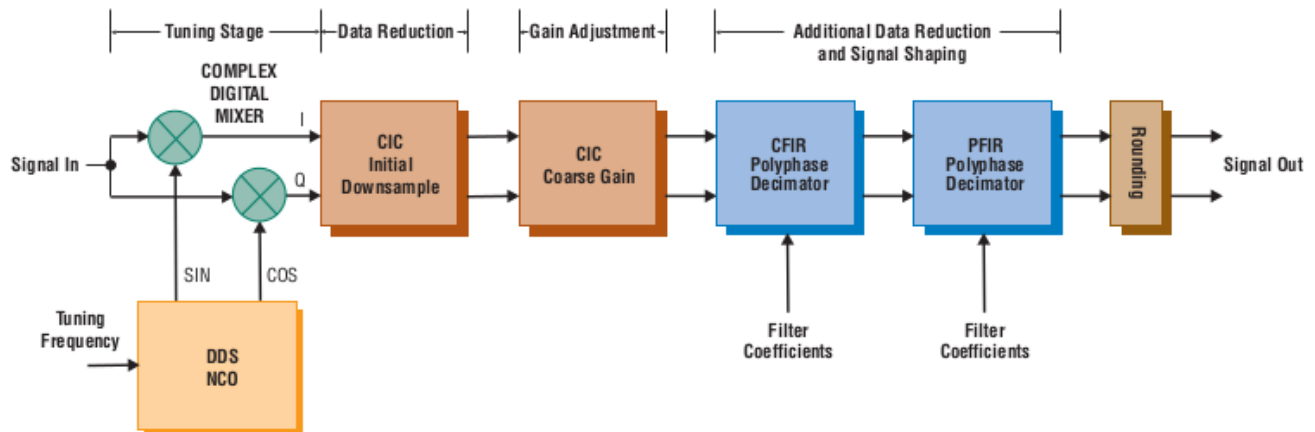 Tuning Stage
Data Reduction
Gain Adjustment
Additional Data Reduction
and Signal Shaping
COMPLEX
DIGITAL
MIXER
I
Q
Signal In
CIC
Initial
Downsample
CIC
Coarse Gain
CFIR
Polyphase
Decimator
PFIR
Polyphase
Decimator
Rounding
Signal Out
SIN
COS
Tuning
Frequency
DDS
NCO
Filter
Coefficients
Filter
Coefficients